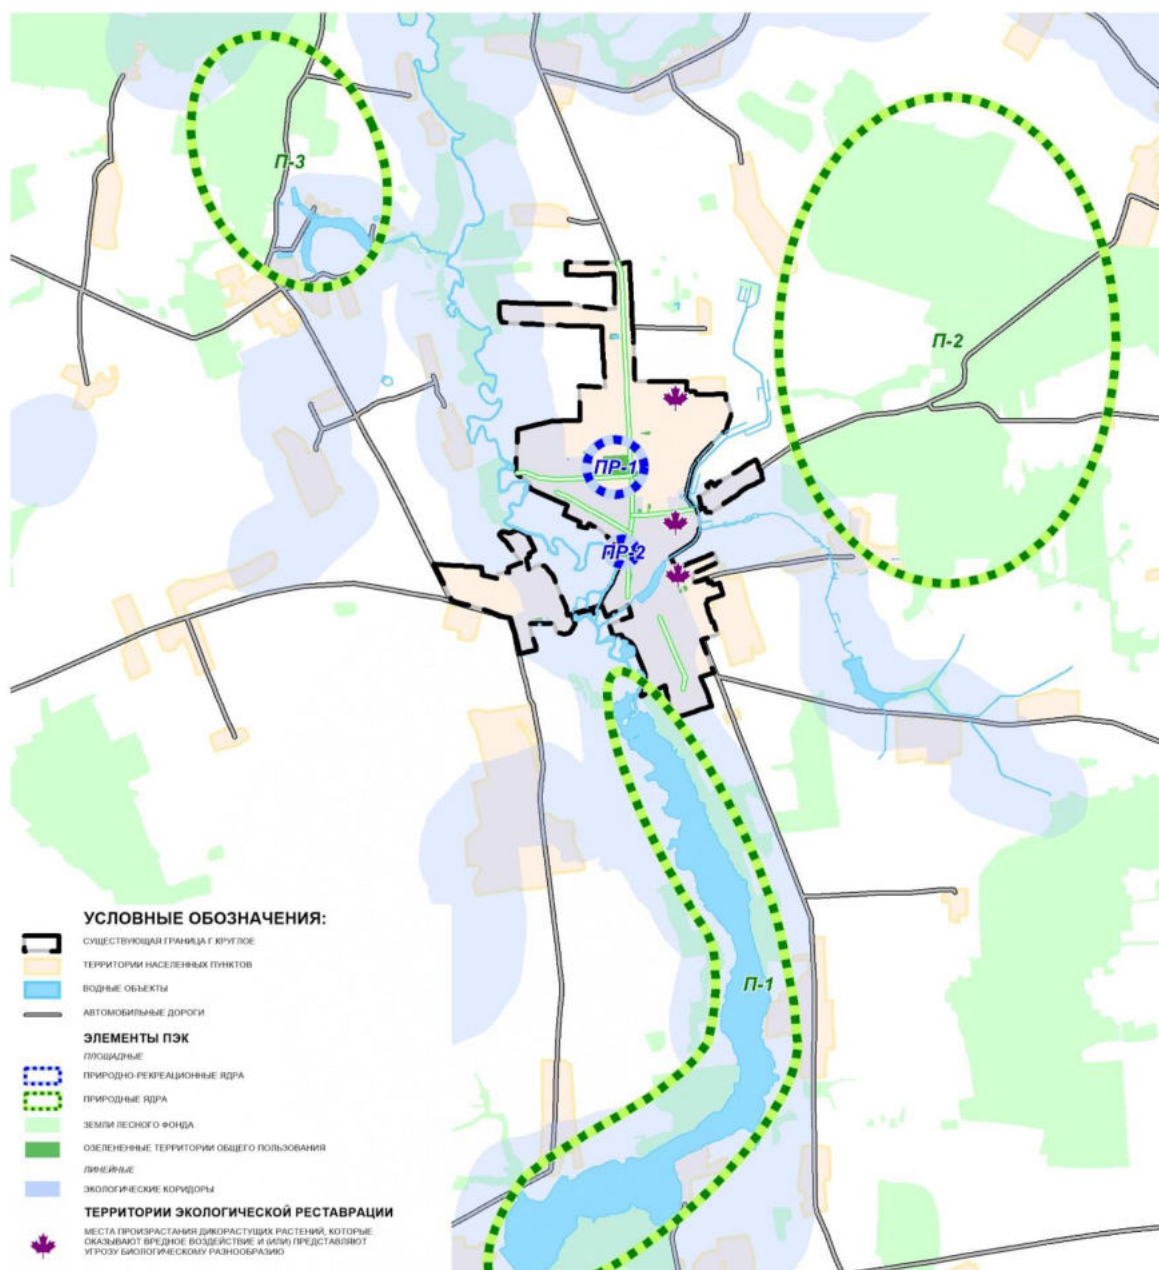 П-3
П-2
ПР-1
ПР-2
П-1
УСЛОВНЫЕ ОБОЗНАЧЕНИЯ:
СУЩЕСТВУЮЩАЯ ГРАНИЦА Г.КРУГЛОЕ
ТЕРРИТОРИИ НАСЕЛЕННЫХ ПУНКТОВ
ВОДНЫЕ ОБЪЕКТЫ
АВТОМОБИЛЬНЫЕ ДОРОГИ
ЭЛЕМЕНТЫ ПЭК
ПЛОЩАДНЫЕ
ПРИРОДНО-РЕКРЕАЦИОННЫЕ ЯДРА
ПРИРОДНЫЕ ЯДРА
ЗЕМЛИ ЛЕСНОГО ФОНДА
ОЗЕЛЕНЕННЫЕ ТЕРРИТОРИИ ОБЩЕГО ПОЛЬЗОВАНИЯ
ЛИНЕЙНЫЕ
ЭКОЛОГИЧЕСКИЕ КОРИДОРЫ
ТЕРРИТОРИИ ЭКОЛОГИЧЕСКОЙ РЕСТАВРАЦИИ
МЕСТА ПРОИЗРАСТАНИЯ ДИКОРАСТУЩИХ РАСТЕНИЙ, КОТОРЫЕ
ОКАЗЫВАЮТ ВРЕДНОЕ ВОЗДЕЙСТВИЕ И (ИЛИ) ПРЕДСТАВЛЯЮТ
УГРОЗУ БИОЛОГИЧЕСКОМУ РАЗНООБРАЗИЮ